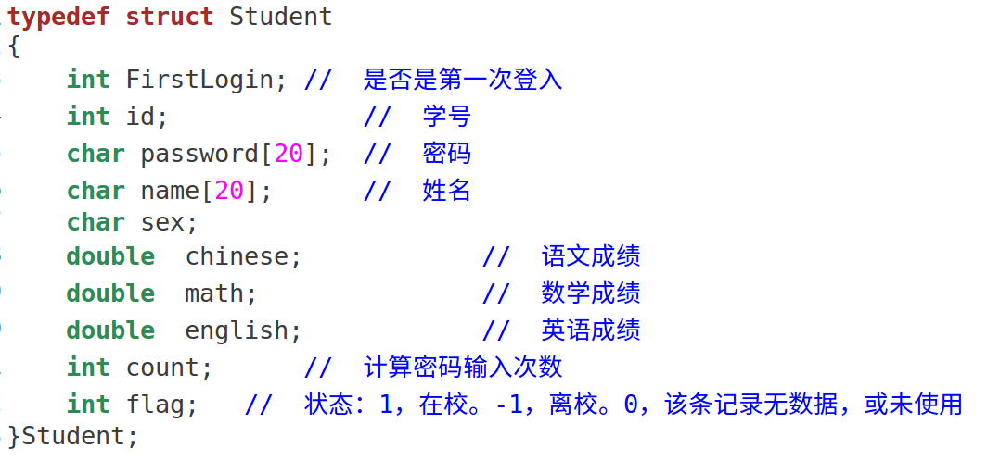 typedef struct Student
{
    int FirstLogin; //  是否是第一次登入
    int id;             //  学号
    char password[20];  //  密码
    char name[20];      //  姓名
    char sex;
    double  chinese;            //  语文成绩
    double  math;               //  数学成绩
    double  english;            //  英语成绩
    int count;      //  计算密码输入次数
    int flag;   //  状态：1，在校。-1，离校。0，该条记录无数据，或未使用
}Student;